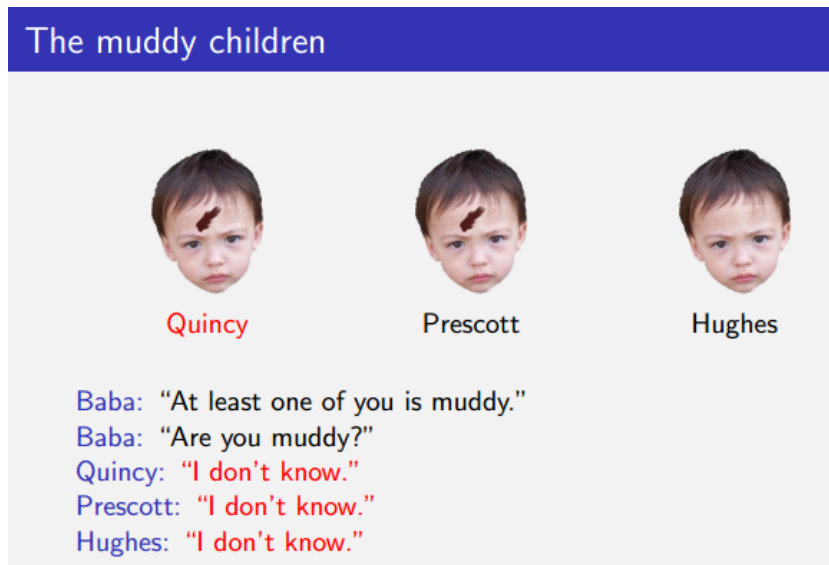 The muddy children
Quincy Prescott Hughes
Baba: “At least one of you is muddy.”
Baba: “Are you muddy?”
Quincy: “I don't know.”
Prescott: “I don't know.”
Hughes: “I don't know.”